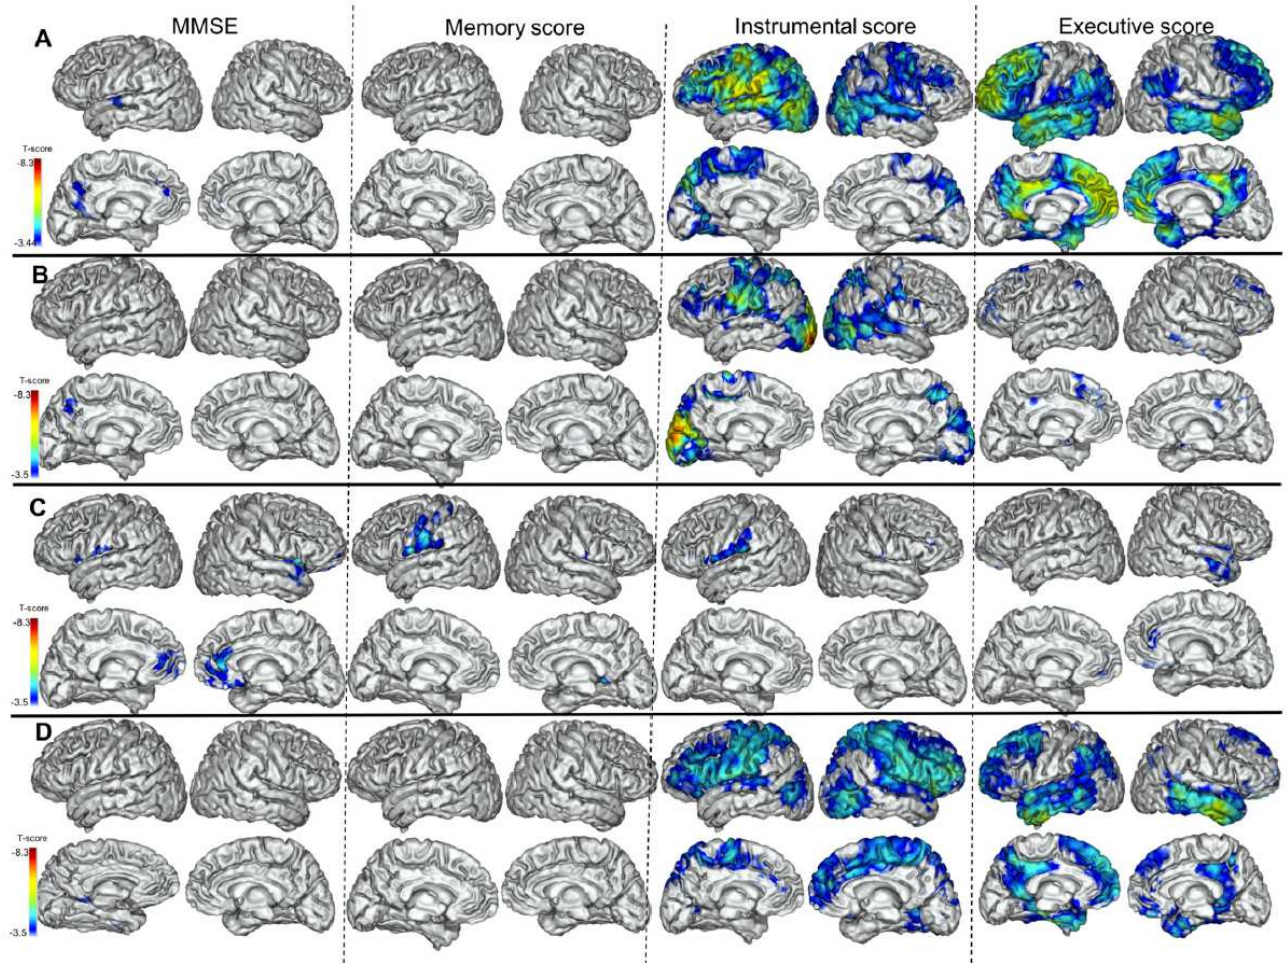 MMSE Memory score Instrumental score Executive score
A
T-score
-8.3
-3.44
B
T-score
-8.3
-3.5
C
T-score
-8.3
-3.5
D
T-score
-8.3
-3.5